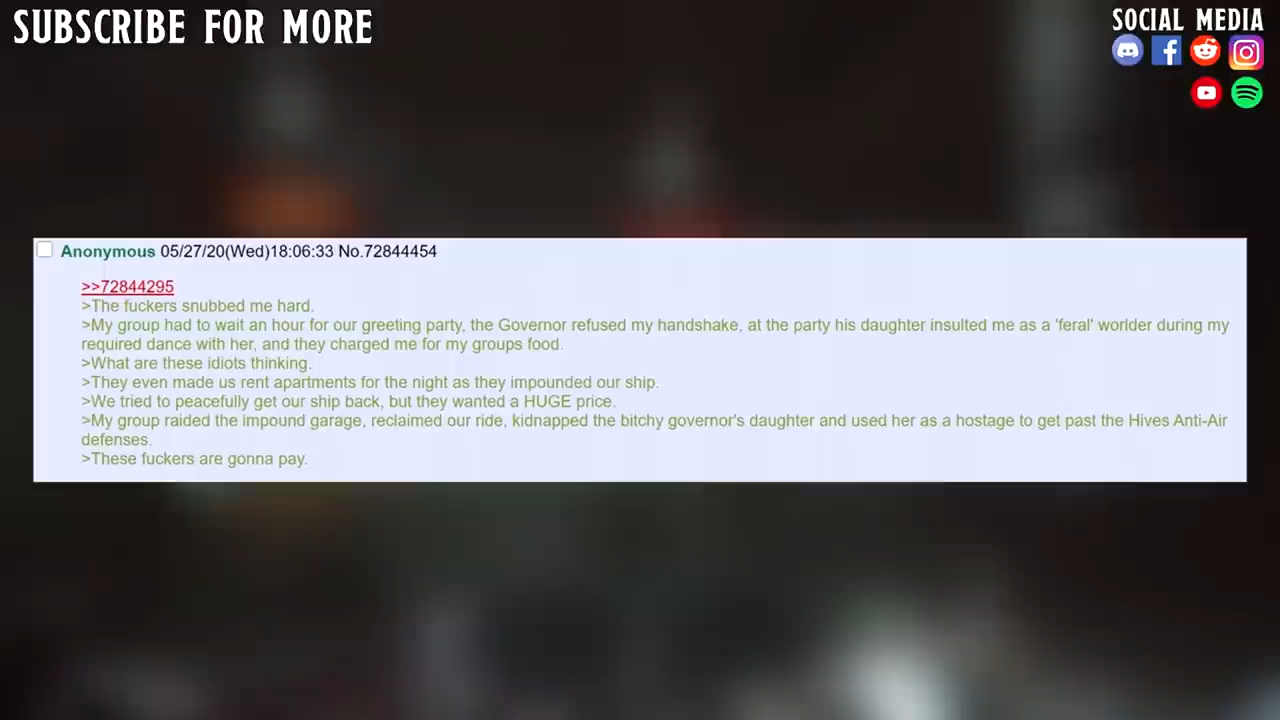 SUBSCRIBE FOR MORE
SOCIAL MEDIA
Anonymous 05/27/20(Wed)18:06:33 No.72844454
>>72844295
>The fuckers snubbed me hard.
>My group had to wait an hour for our greeting party, the Governor refused my handshake, at the party his daughter insulted me as a 'feral' worlder during my
required dance with her, and they charged me for my groups food.
>What are these idiots thinking.
>They even made us rent apartments for the night as they impounded our ship.
>We tried to peacefully get our ship back, but they wanted a HUGE price.
>My group raided the impound garage, reclaimed our ride, kidnapped the bitchy governor's daughter and used her as a hostage to get past the Hives Anti-Air
defenses.
>These fuckers are gonna pay.